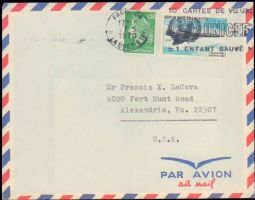 10 CARTES DE VŒUX
UNICEF
= 1 ENFANT SAUVÉ
Mr Francis X. LaCava
6020 Fort Hunt Road
Alexandria, Va. 22307
U.S.A.
PAR AVION
air mail